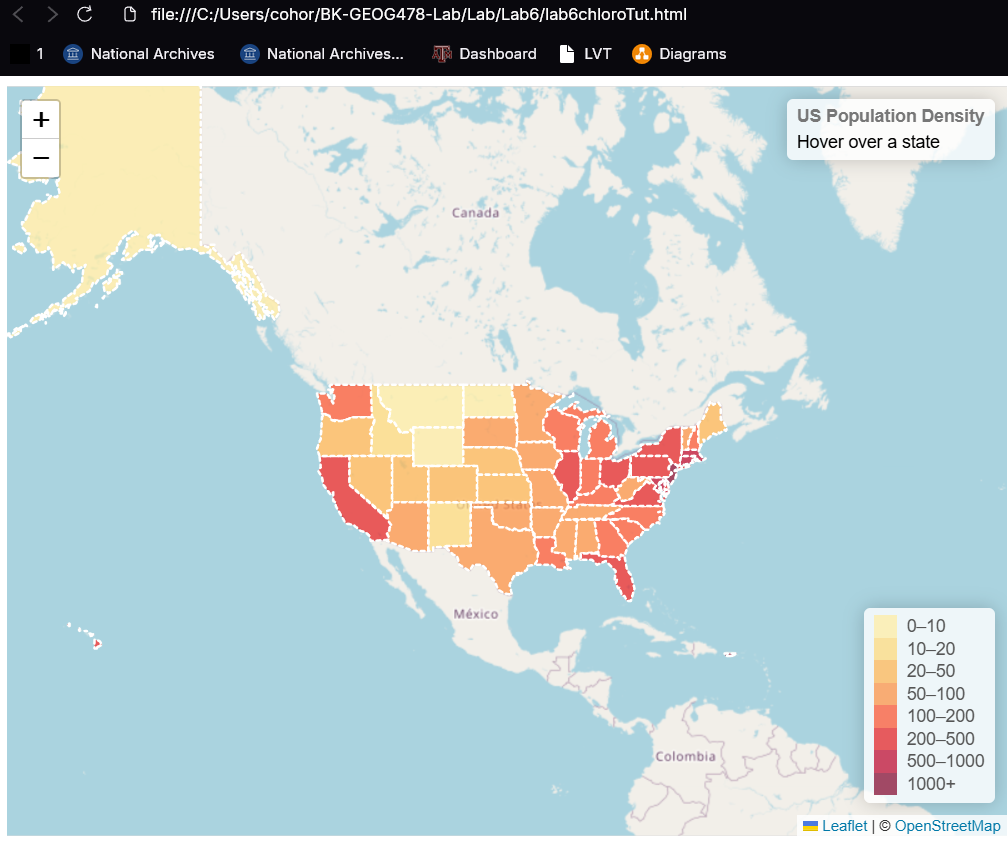 file:///C:/Users/cohor/BK-GEOG478-Lab/Lab/Lab6/lab6chloroTut.html
1 National Archives National Archives... Dashboard LVT Diagrams
+
−
US Population Density
Hover over a state
Canada
United States
México
Colombia
0–10
10–20
20–50
50–100
100–200
200–500
500–1000
1000+
Leaflet | © OpenStreetMap